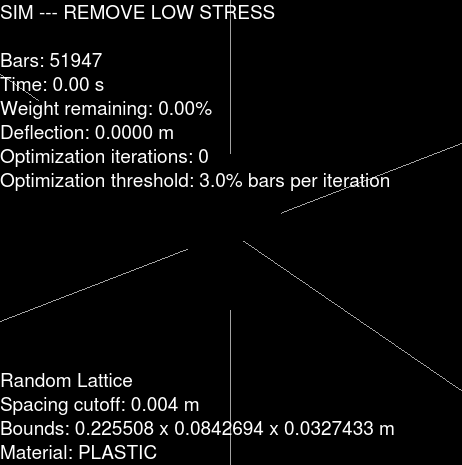 SIM --- REMOVE LOW STRESS
Bars: 51947
Time: 0.00 s
Weight remaining: 0.00%
Deflection: 0.0000 m
Optimization iterations: 0
Optimization threshold: 3.0% bars per iteration
Random Lattice
Spacing cutoff: 0.004 m
Bounds: 0.225508 x 0.0842694 x 0.0327433 m
Material: PLASTIC